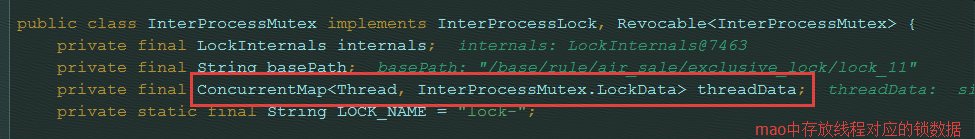 public class InterProcessMutex implements InterProcessLock, Revocable<InterProcessMutex> {
private final LockInternals internals; internals: LockInternals@7463
private final String basePath; basePath: "/base/rule/air_sale/exclusive_lock/lock_11"
private final ConcurrentMap<Thread, InterProcessMutex.LockData> threadData; threadData: si
private static final String LOCK_NAME = "lock-";
mao中存放线程对应的锁数据